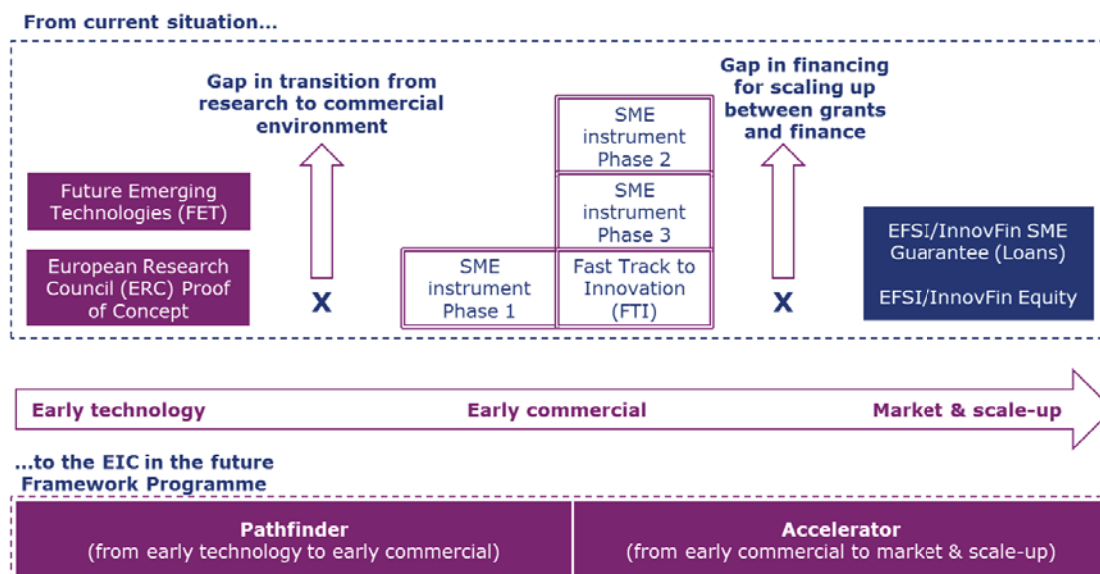 From current situation...
Gap in transition from
research to commercial
environment
Gap in financing
for scaling up
between grants
and finance
Future Emerging
Technologies (FET)
European Research
Council (ERC) Proof
of Concept
X
SME
instrument
Phase 1
SME
instrument
Phase 2
SME
instrument
Phase 3
Fast Track to
Innovation
(FTI)
X
EFSI/InnovFin SME
Guarantee (Loans)
EFSI/InnovFin Equity
Early technology
Early commercial
Market & scale-up
...to the EIC in the future
Framework Programme
Pathfinder
(from early technology to early commercial)
Accelerator
(from early commercial to market & scale-up)